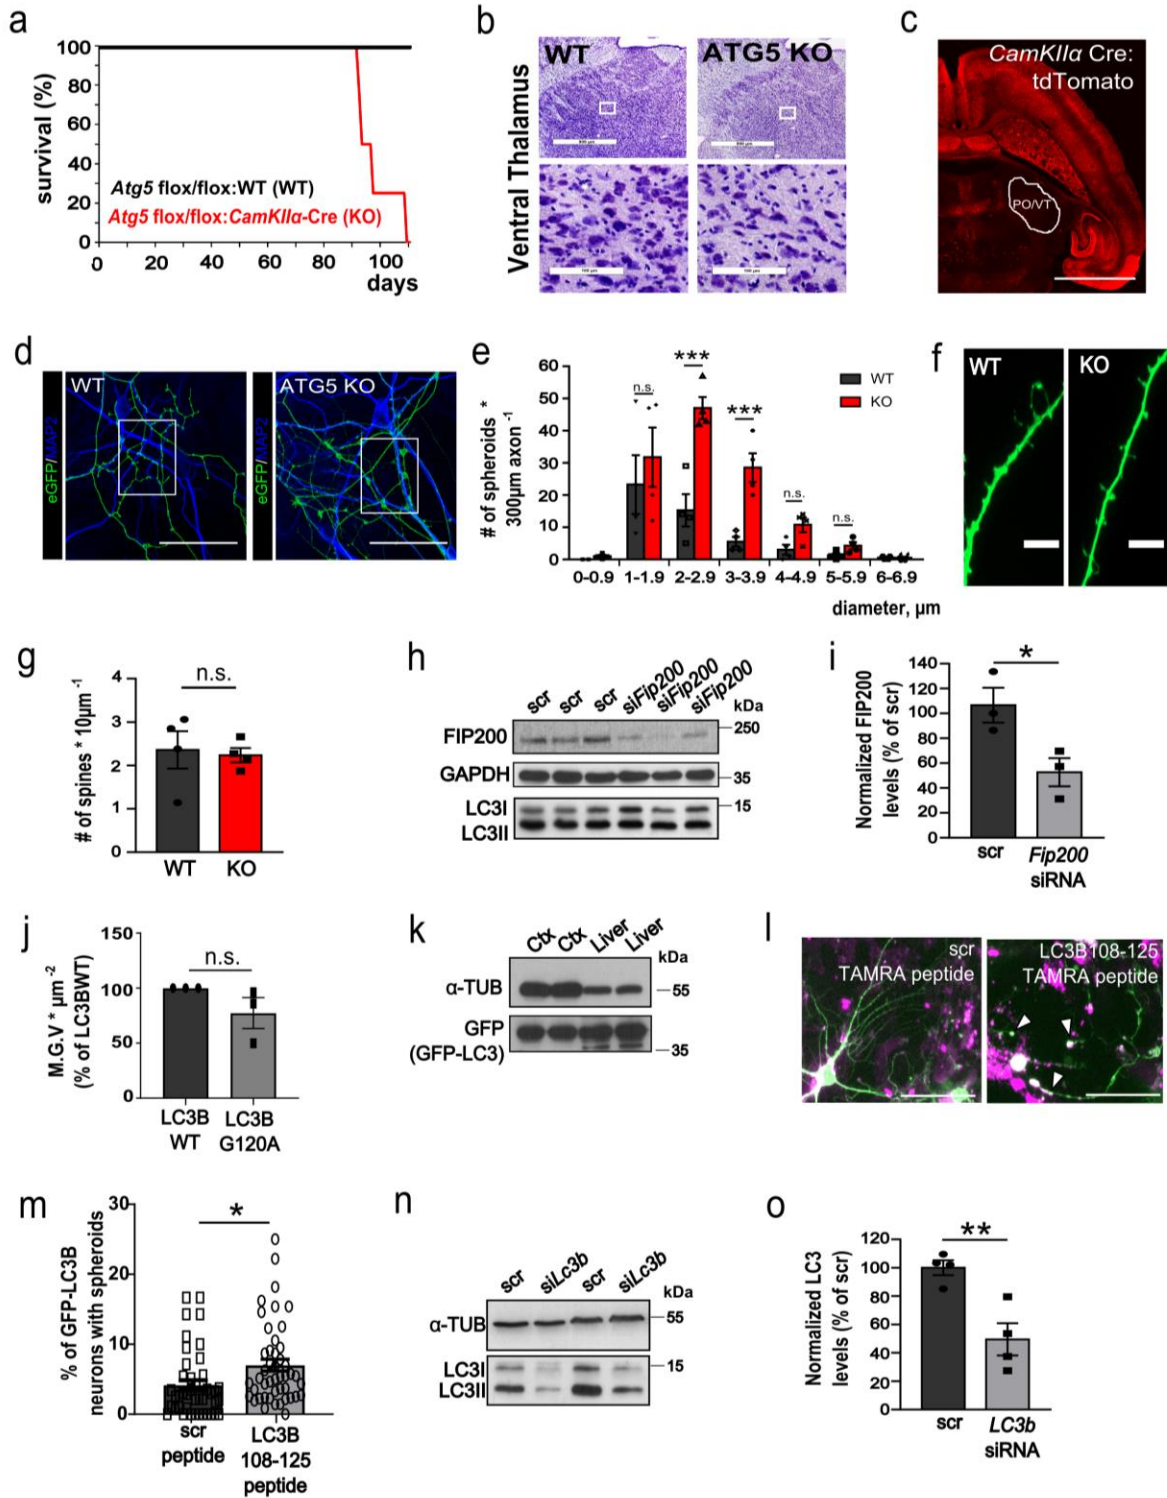 a
survival (%)
100
80
60
40
20
0
Atg5 flox/flox:WT (WT)
Atg5 flox/flox:CamKIIα-Cre (KO)
0 20 40 60 80 100
days
b
WT
ATG5 KO
Ventral Thalamus
c
CamKIIα Cre:
tdTomato
PO/VT
d
eGFP/MAP2
WT
eGFP/MAP2
ATG5 KO
e
# of spheroids *
300µm axon ⁻¹
60
50
40
30
20
10
0
n.s.
***
***
n.s.
n.s.
WT
KO
0-0.9 1-1.9 2-2.9 3-3.9 4-4.9 5-5.9 6-6.9
diameter, µm
f
WT
KO
g
# of spines * 10µm ⁻¹
4
3
2
1
0
n.s.
WT KO
h
scr scr scr siFip200 siFip200 siFip200
kDa
FIP200
250
GAPDH
35
LC3I
15
LC3II
i
Normalized FIP200
levels (% of scr)
140
120
100
80
60
40
20
0
*
scr Fip200
siRNA
j
M.G.V * µm ⁻²
(% of LC3BWT)
150
100
50
0
n.s.
LC3B LC3B
WT G120A
k
Ctx Ctx Liver Liver
kDa
α-TUB
55
GFP
(GFP-LC3)
35
l
scr
TAMRA peptide
LC3B108-125
TAMRA peptide
m
% of GFP-LC3B
neurons with spheroids
30
20
10
0
*
scr LC3B
peptide 108-125
peptide
n
scr siLc3b scr siLc3b
kDa
α-TUB
55
LC3I
15
LC3II
o
Normalized LC3
levels (% of scr)
120
100
80
60
40
20
0
**
scr LC3b
siRNA